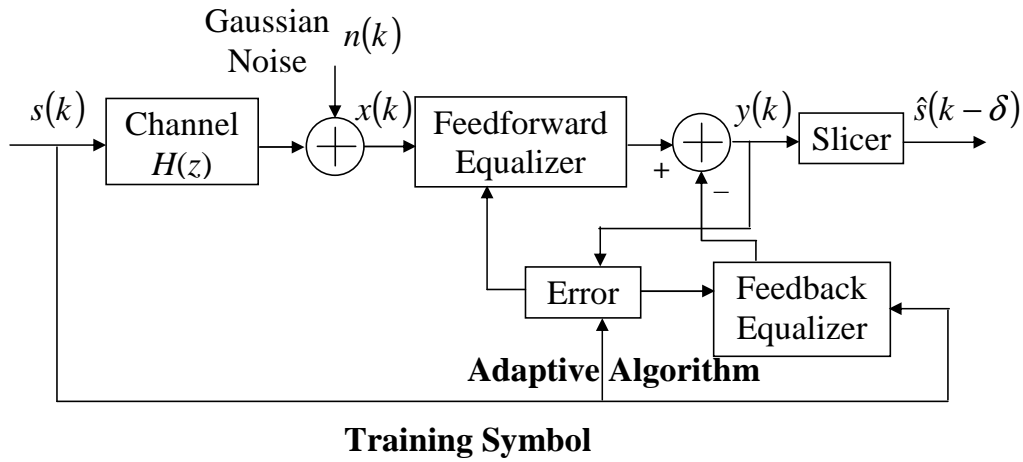 Gaussian
Noise
n(k)
s(k)
Channel
H(z)
x(k)
Feedforward
Equalizer
+
−
y(k)
Slicer
ŝ(k − δ)
Error
Feedback
Equalizer
Adaptive Algorithm
Training Symbol